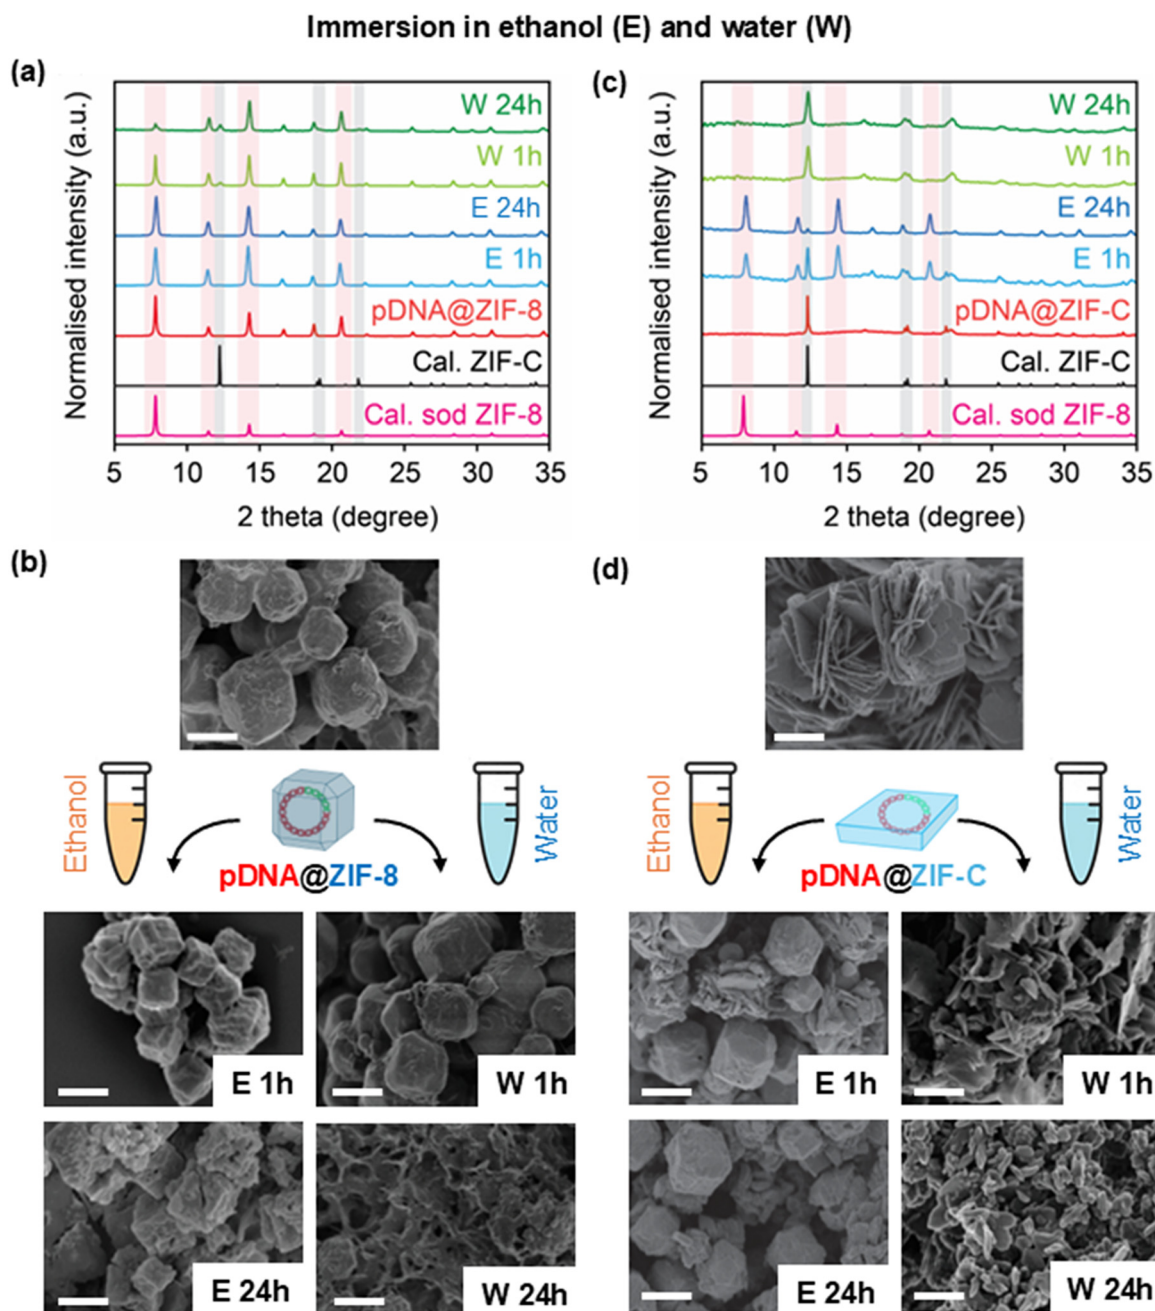 Immersion in ethanol (E) and water (W)
(a)
Normalised intensity (a.u.)
W 24h
W 1h
E 24h
E 1h
pDNA@ZIF-8
Cal. ZIF-C
Cal. sod ZIF-8
5 10 15 20 25 30 35
2 theta (degree)
(c)
Normalised intensity (a.u.)
W 24h
W 1h
E 24h
E 1h
pDNA@ZIF-C
Cal. ZIF-C
Cal. sod ZIF-8
5 10 15 20 25 30 35
2 theta (degree)
(b)
Ethanol
Water
pDNA@ZIF-8
E 1h
W 1h
E 24h
W 24h
(d)
Ethanol
Water
pDNA@ZIF-C
E 1h
W 1h
E 24h
W 24h